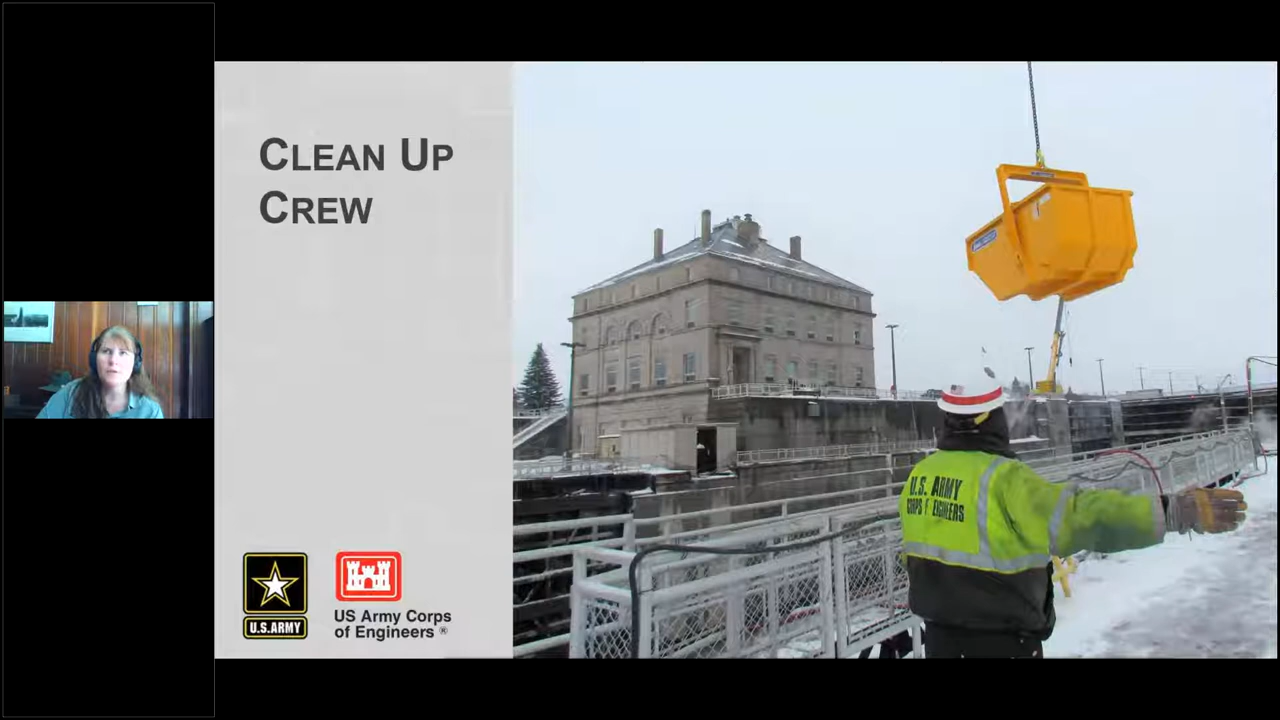 CLEAN UP
CREW
U.S. ARMY
US Army Corps
of Engineers ®
U.S. ARMY
CORPS OF ENGINEERS